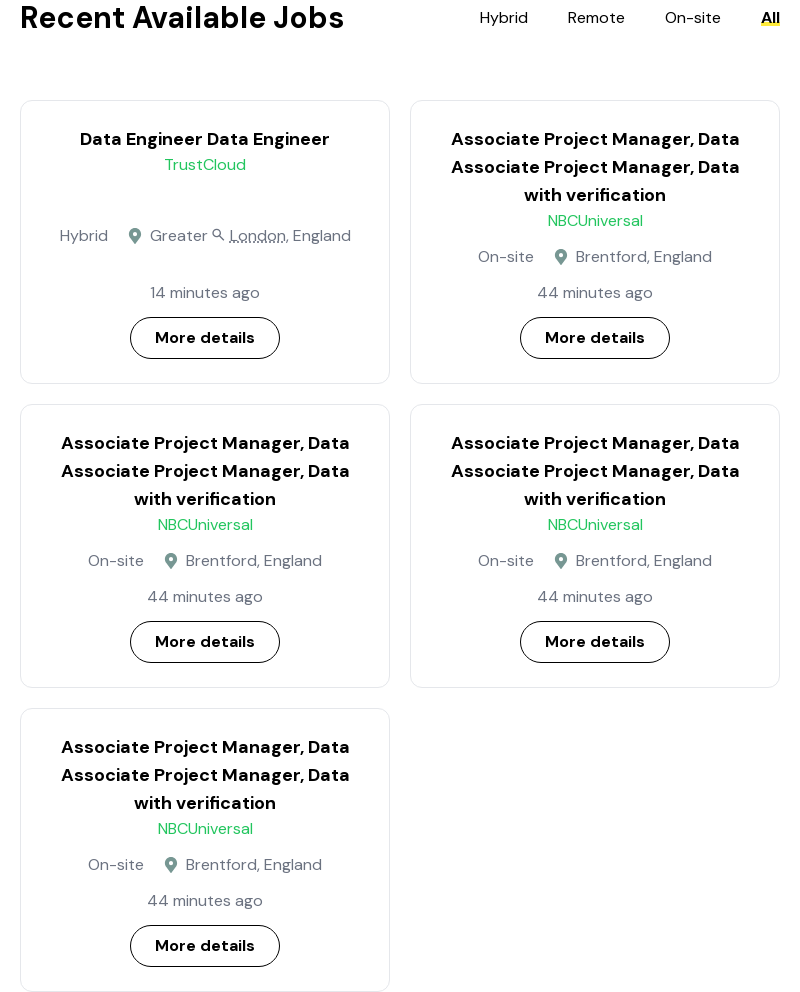 Recent Available Jobs
Hybrid Remote On-site All
Data Engineer Data Engineer
TrustCloud
Hybrid Greater London, England
14 minutes ago
More details
Associate Project Manager, Data
Associate Project Manager, Data
with verification
NBCUniversal
On-site Brentford, England
44 minutes ago
More details
Associate Project Manager, Data
Associate Project Manager, Data
with verification
NBCUniversal
On-site Brentford, England
44 minutes ago
More details
Associate Project Manager, Data
Associate Project Manager, Data
with verification
NBCUniversal
On-site Brentford, England
44 minutes ago
More details
Associate Project Manager, Data
Associate Project Manager, Data
with verification
NBCUniversal
On-site Brentford, England
44 minutes ago
More details